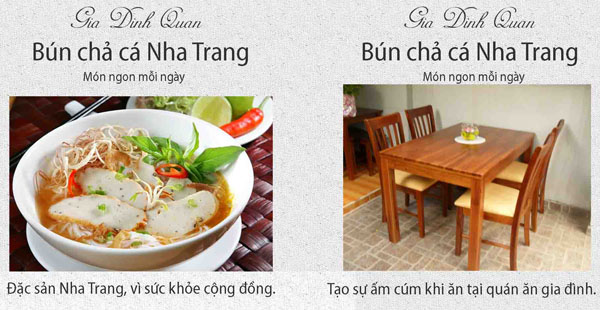 Gia Đình Quán
Bún chả cá Nha Trang
Món ngon mỗi ngày
Đặc sản Nha Trang, vì sức khỏe cộng đồng.
Gia Đình Quán
Bún chả cá Nha Trang
Món ngon mỗi ngày
Tạo sự ấm cúm khi ăn tại quán ăn gia đình.